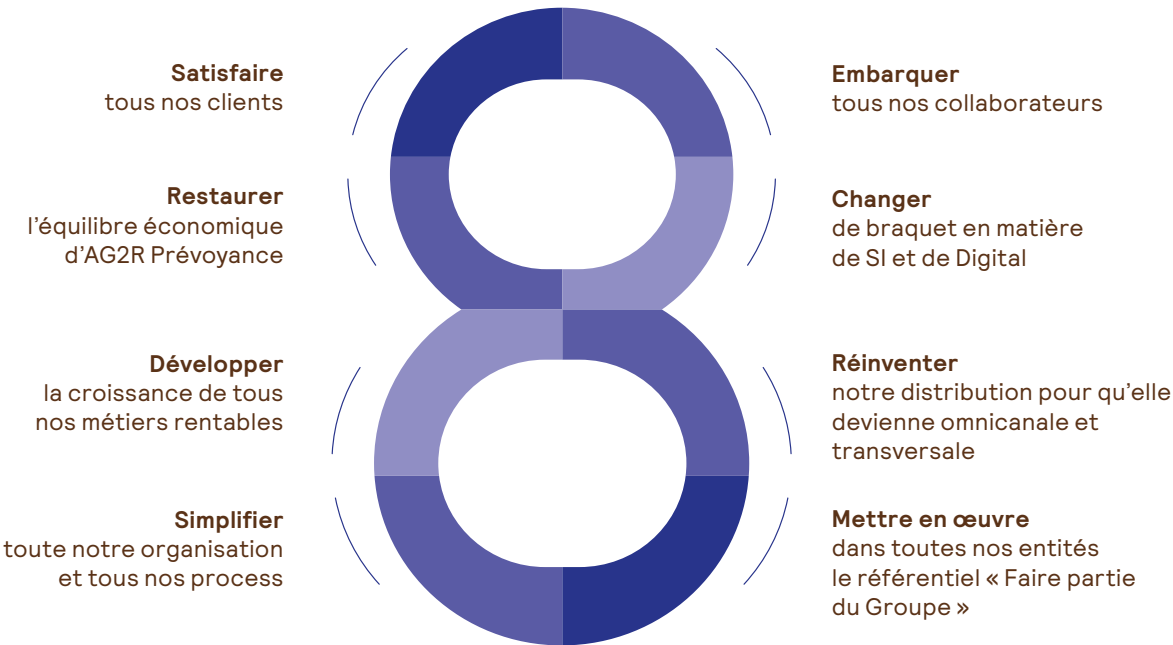 Satisfaire
tous nos clients
Restaurer
l’équilibre économique
d’AG2R Prévoyance
Développer
la croissance de tous
nos métiers rentables
Simplifier
toute notre organisation
et tous nos process
Embarquer
tous nos collaborateurs
Changer
de braquet en matière
de SI et de Digital
Réinventer
notre distribution pour qu’elle
devienne omnicanale et
transversale
Mettre en œuvre
dans toutes nos entités
le référentiel « Faire partie
du Groupe »